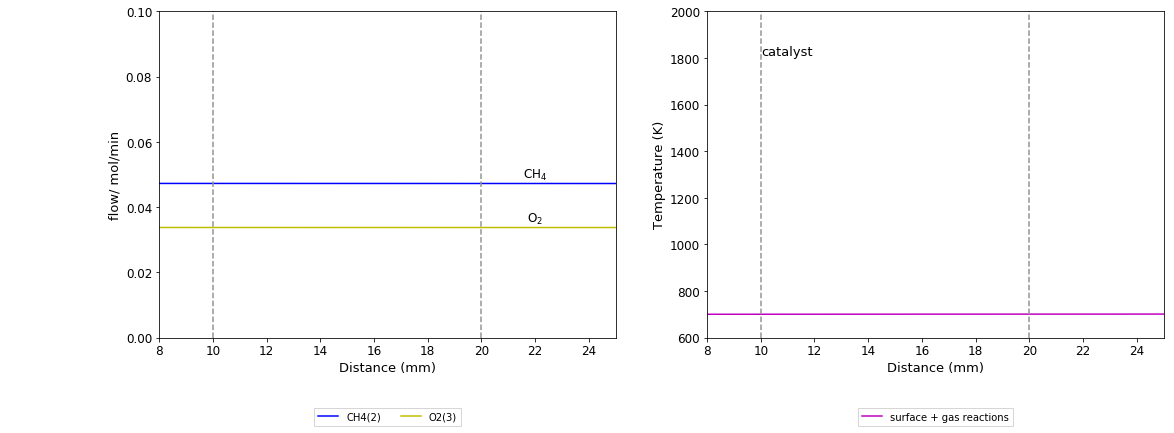 0.10
0.08
0.06
0.04
0.02
0.00
flow/ mol/min
CH4
O2
8 10 12 14 16 18 20 22 24
Distance (mm)
CH4(2) O2(3)
2000
1800
1600
1400
1200
1000
800
600
Temperature (K)
catalyst
8 10 12 14 16 18 20 22 24
Distance (mm)
surface + gas reactions